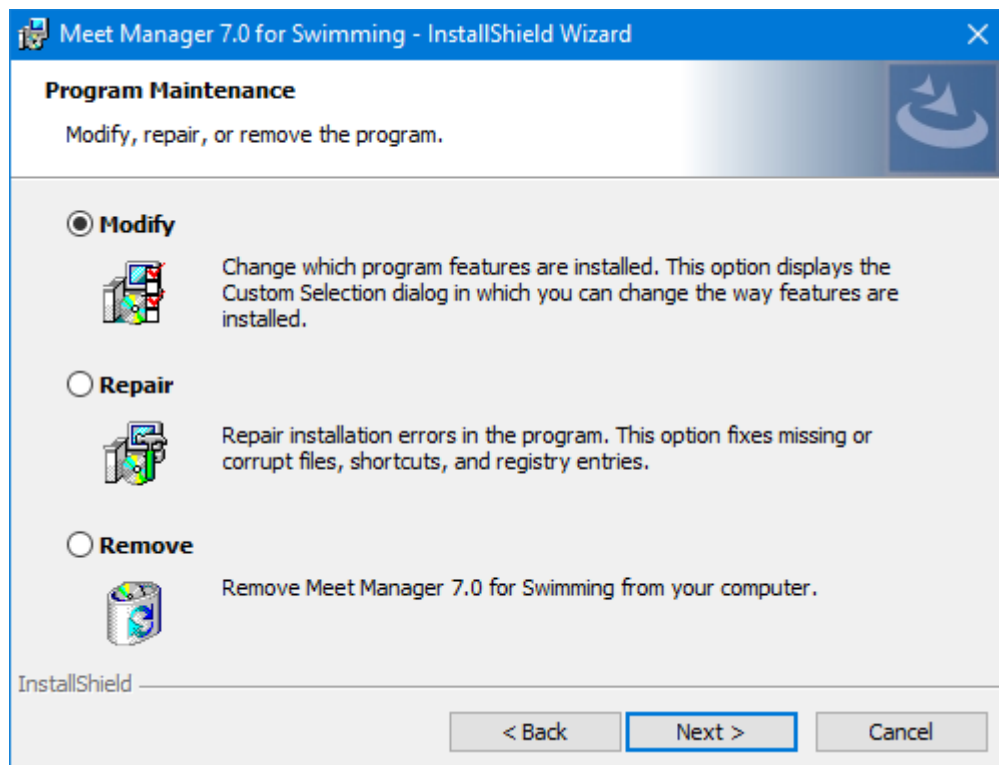 Meet Manager 7.0 for Swimming - InstallShield Wizard
Program Maintenance
Modify, repair, or remove the program.
Modify
Change which program features are installed. This option displays the
Custom Selection dialog in which you can change the way features are
installed.
Repair
Repair installation errors in the program. This option fixes missing or
corrupt files, shortcuts, and registry entries.
Remove
Remove Meet Manager 7.0 for Swimming from your computer.
InstallShield
< Back
Next >
Cancel